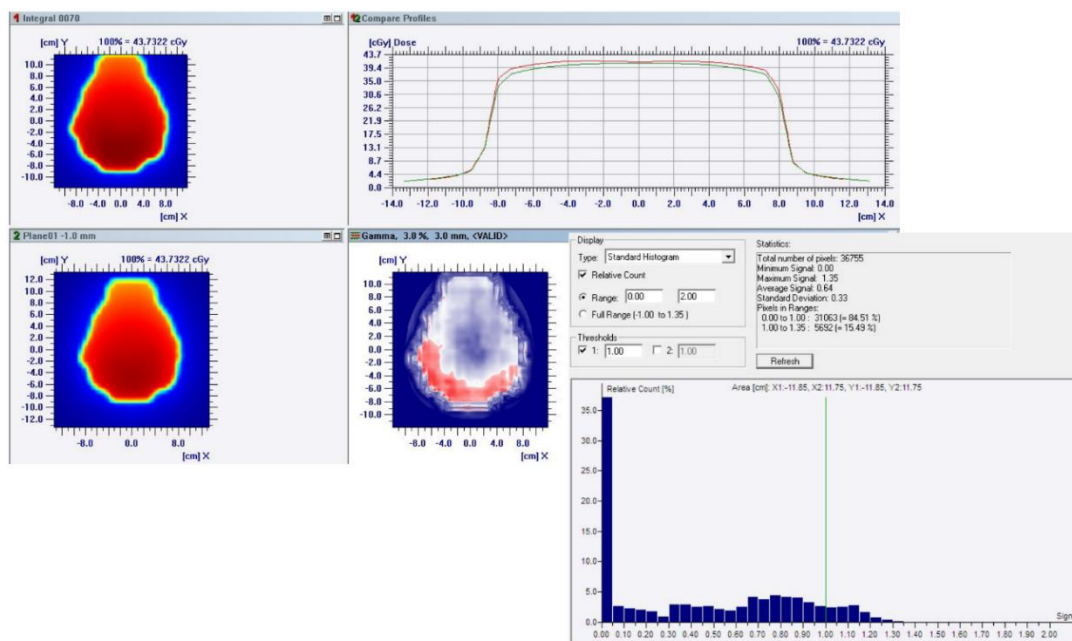 1 Integral 0070
[cm] Y
100% = 43.7322 cGy
12.0
10.0
8.0
6.0
4.0
2.0
0.0
-2.0
-4.0
-6.0
-8.0
-10.0
-8.0 -4.0 0.0 4.0 8.0
[cm] X
12 Compare Profiles
[cGy] Dose
100% = 43.7322 cGy
43.7
39.4
35.0
30.6
26.2
21.9
17.5
13.1
8.7
4.4
0.0
-14.0 -12.0 -10.0 -8.0 -6.0 -4.0 -2.0 0.0 2.0 4.0 6.0 8.0 10.0 12.0 14.0
[cm] X
2 Plane01 -1.0 mm
[cm] Y
100% = 43.7322 cGy
12.0
10.0
8.0
6.0
4.0
2.0
0.0
-2.0
-4.0
-6.0
-8.0
-10.0
-12.0
-8.0 0.0 8.0
[cm] X
Gamma, 3.0 %, 3.0 mm, <VALID>
[cm] Y
10.0
8.0
6.0
4.0
2.0
0.0
-2.0
-4.0
-6.0
-8.0
-10.0
-8.0 -4.0 0.0 4.0 8.0
[cm] X
Display
Type: Standard Histogram
Relative Count
Range: 0.00 2.00
Full Range (-1.00 to 1.35 )
Thresholds
1: 1.00 2: 1.00
Statistics:
Total number of pixels: 36755
Minimum Signal: 0.00
Maximum Signal: 1.35
Average Signal: 0.64
Standard Deviation: 0.33
Pixels in Ranges:
0.00 to 1.00 : 31063 (= 84.51 %)
1.00 to 1.35 : 5692 (= 15.49 %)
Refresh
Relative Count [%]
Area [cm]: X1:-11.85, X2:11.75, Y1:-11.85, Y2:11.75
35.0
30.0
25.0
20.0
15.0
10.0
5.0
0.0
0.00 0.10 0.20 0.30 0.40 0.50 0.60 0.70 0.80 0.90 1.00 1.10 1.20 1.30 1.40 1.50 1.60 1.70 1.80 1.90 2.00